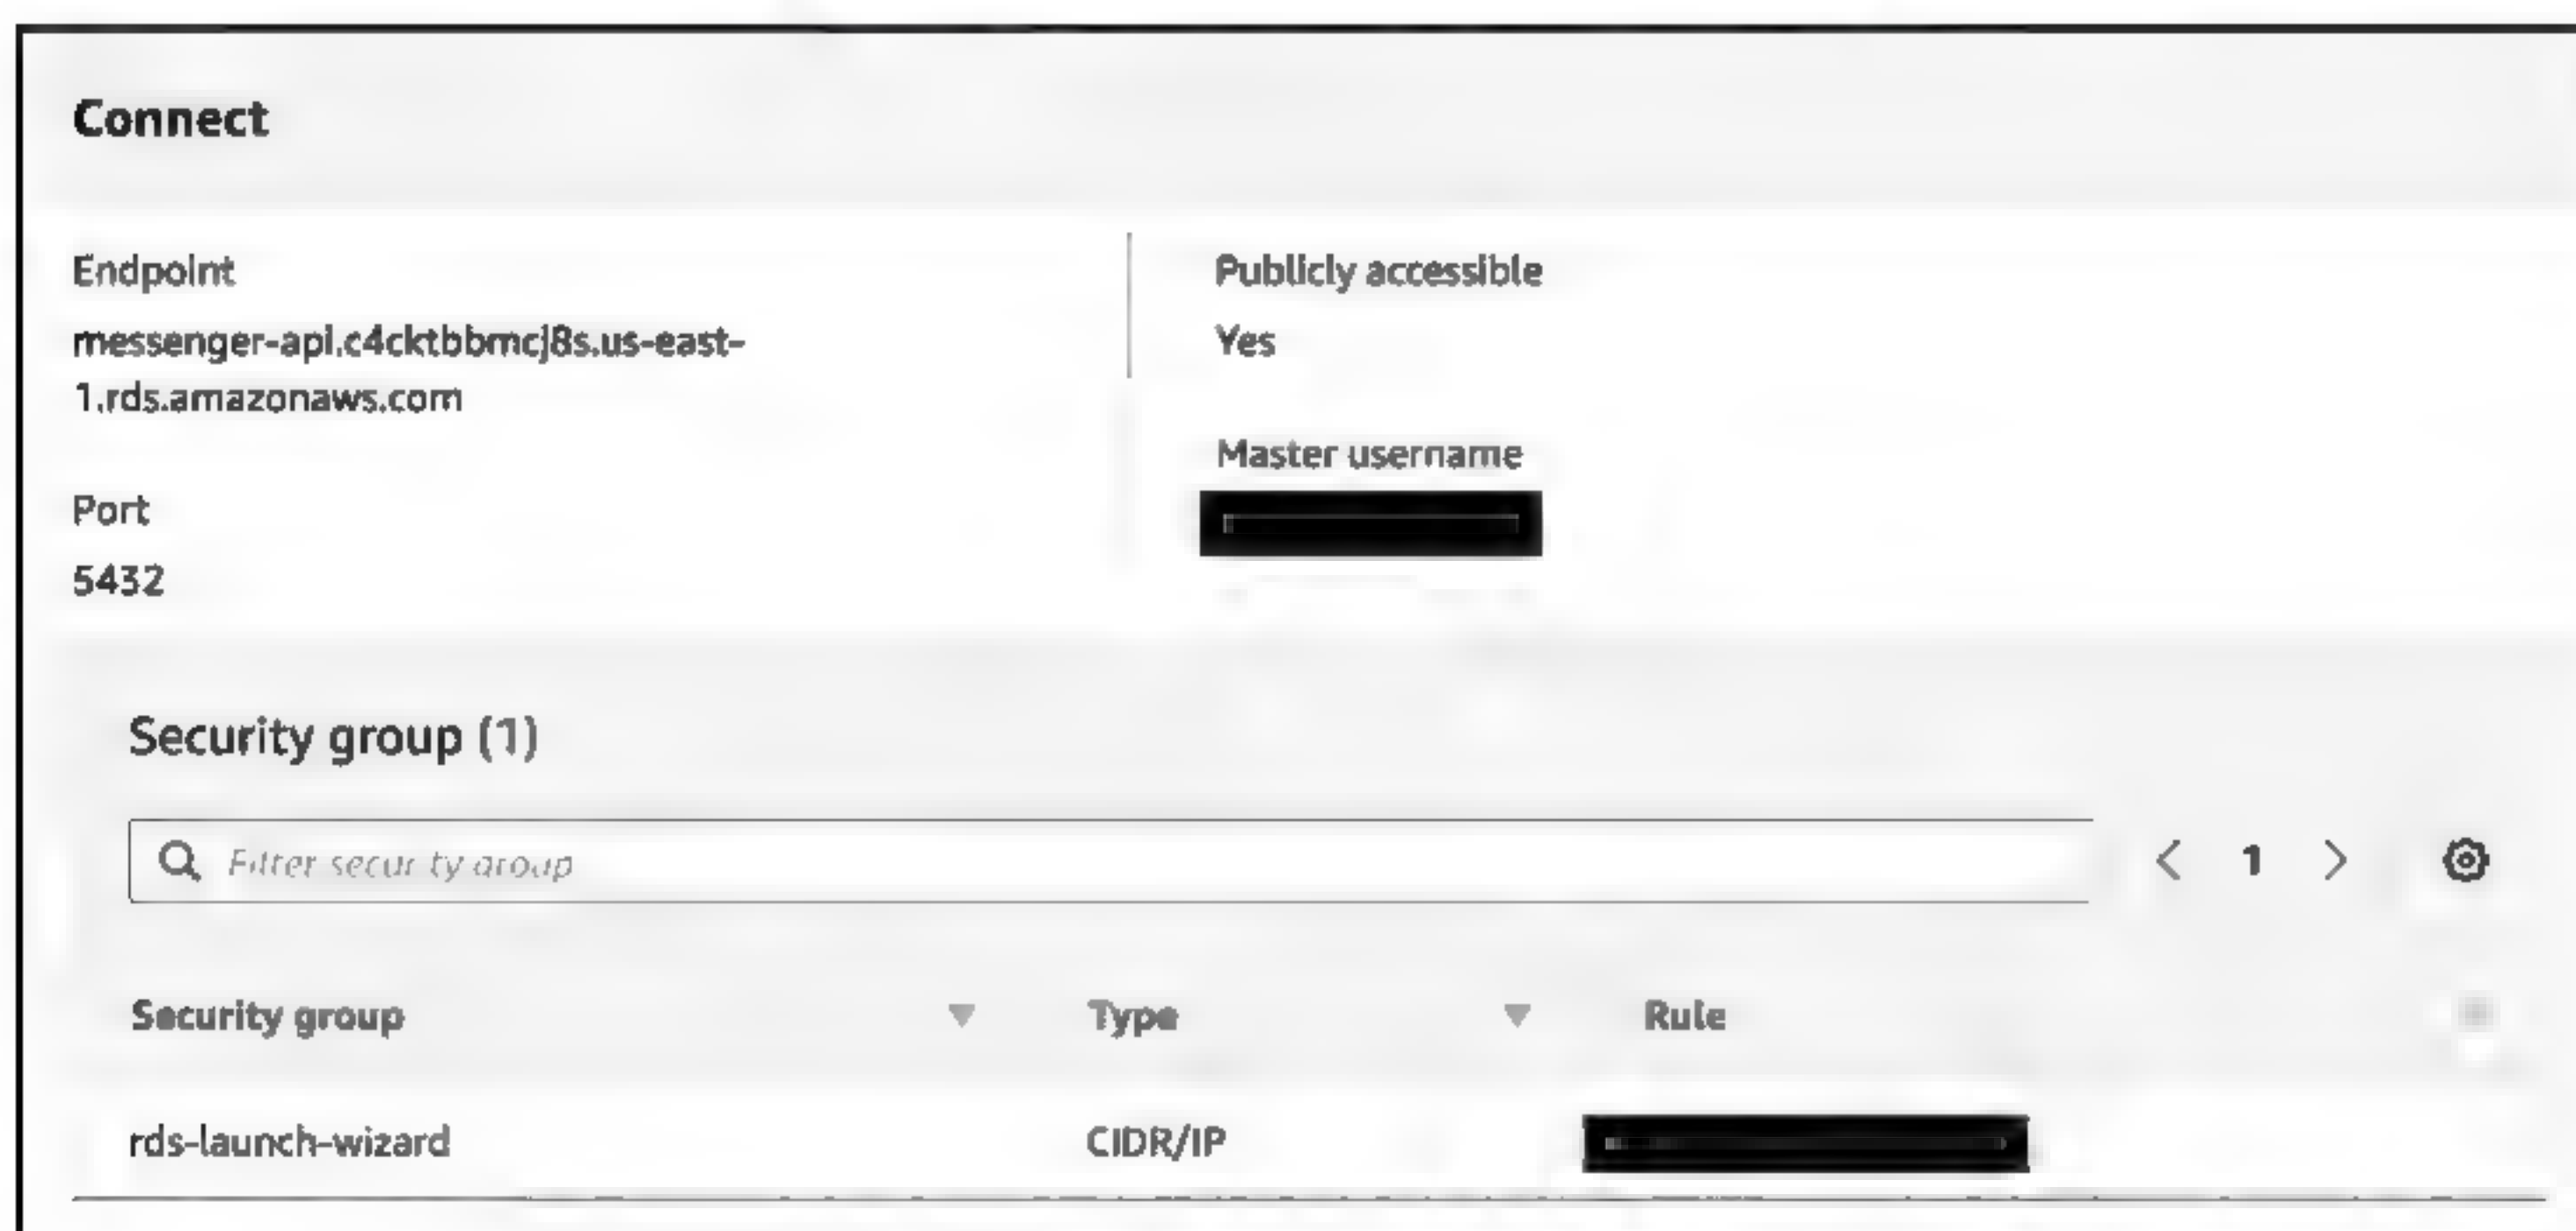 Connect
Endpoint
messenger-api.c4cktbbmcj8s.us-east-
1.rds.amazonaws.com
Port
5432
Publicly accessible
Yes
Master username
Security group (1)
Filter security group
1
Security group Type Rule
rds-launch-wizard CIDR/IP